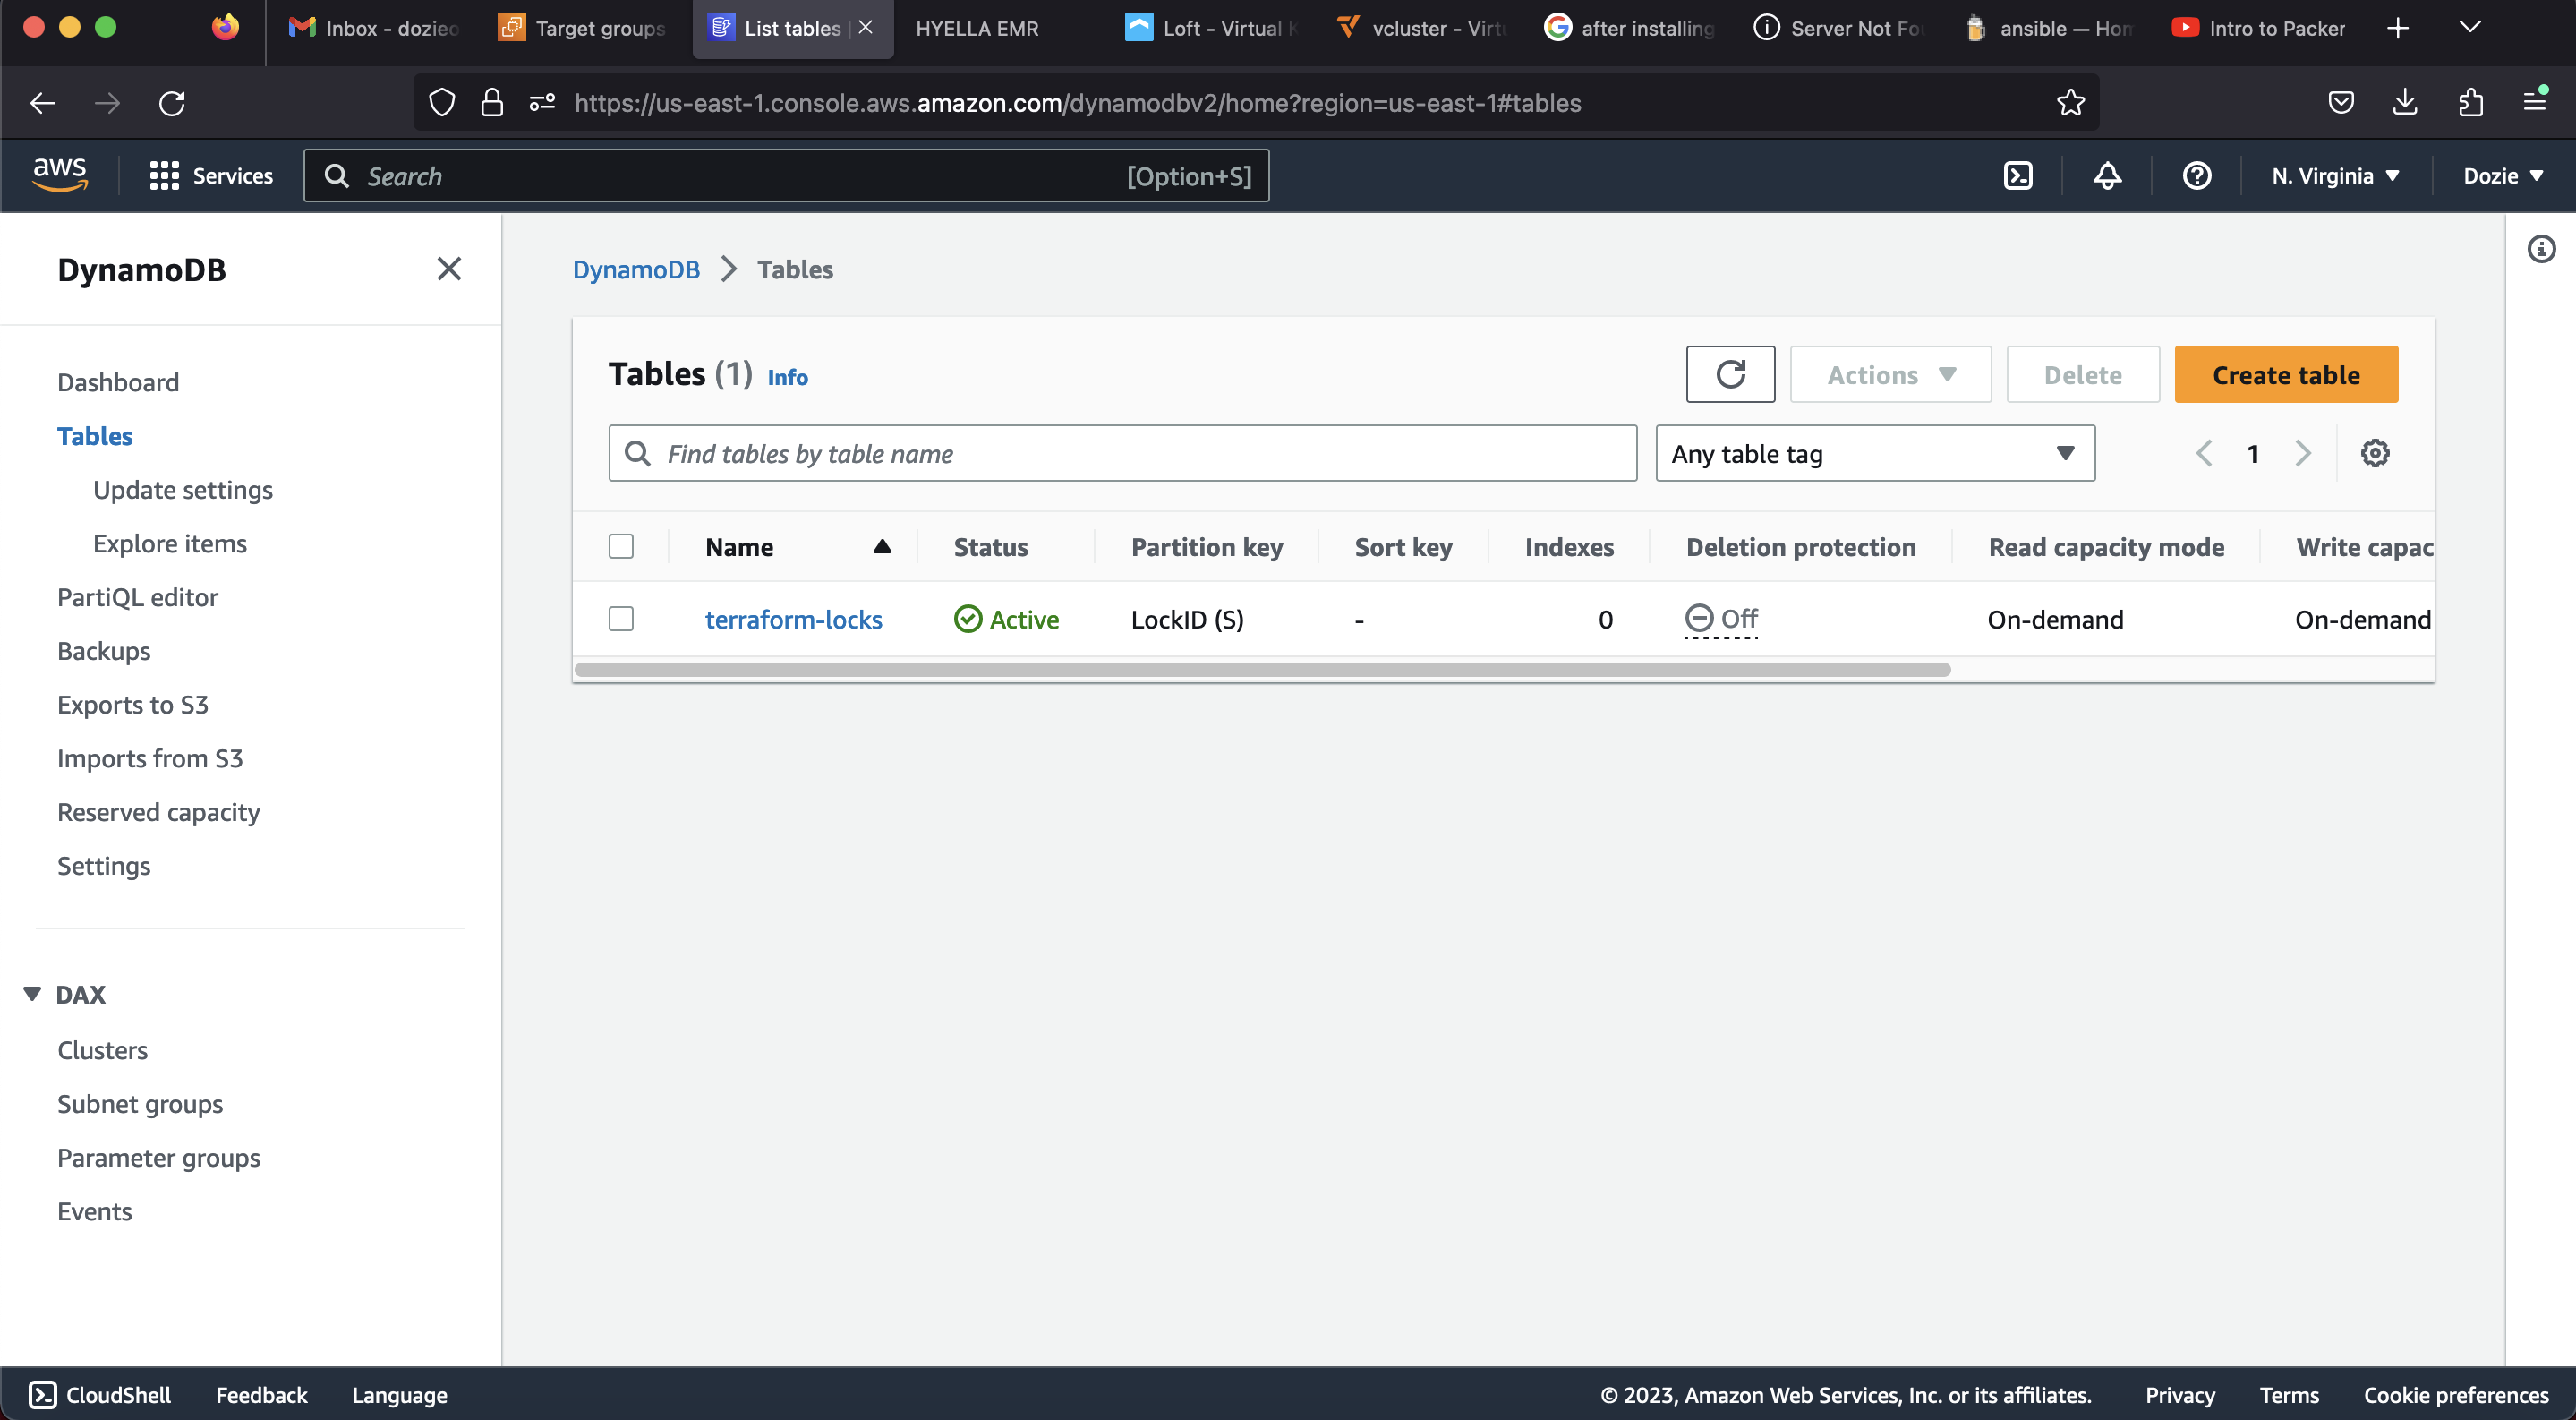 Inbox - dozieo
Target groups
List tables |
HYELLA EMR
Loft - Virtual K
vcluster - Virtu
after installing
Server Not Fou
ansible — Hom
Intro to Packer
https://us-east-1.console.aws.amazon.com/dynamodbv2/home?region=us-east-1#tables
aws
Services
Search
[Option+S]
N. Virginia
Dozie
DynamoDB
Dashboard
Tables
Update settings
Explore items
PartiQL editor
Backups
Exports to S3
Imports from S3
Reserved capacity
Settings
DAX
Clusters
Subnet groups
Parameter groups
Events
DynamoDB > Tables
Tables (1) Info
Actions
Delete
Create table
Find tables by table name
Any table tag
1
Name Status Partition key Sort key Indexes Deletion protection Read capacity mode Write capac
terraform-locks Active LockID (S) - 0 Off On-demand On-demand
CloudShell Feedback Language
© 2023, Amazon Web Services, Inc. or its affiliates. Privacy Terms Cookie preferences